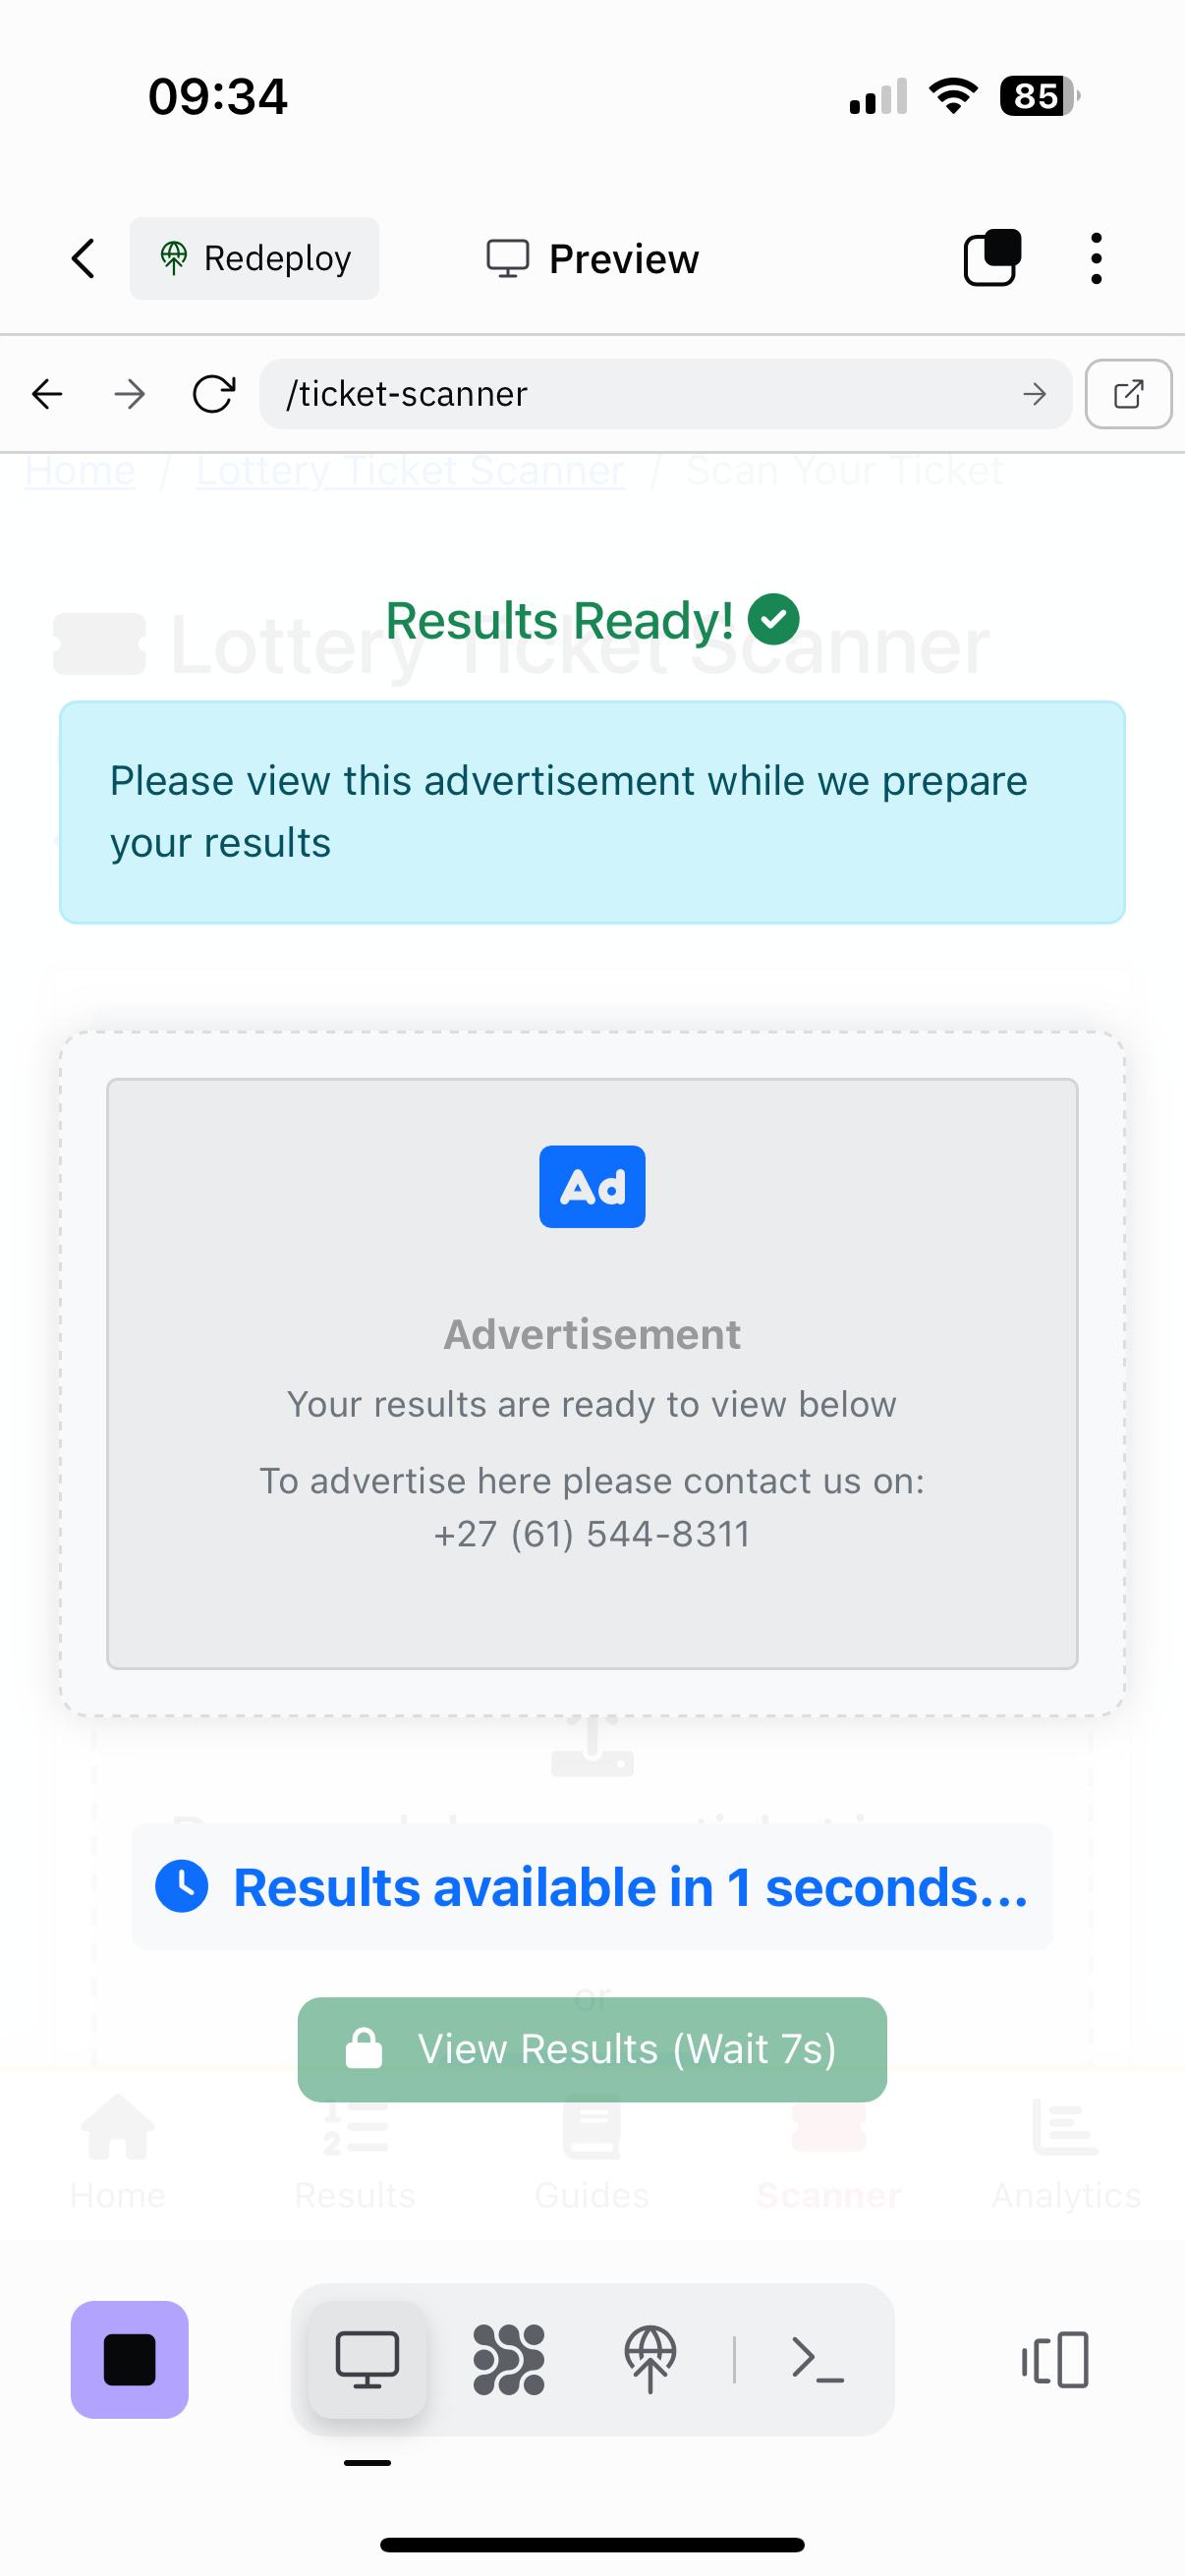 09:34
85
Redeploy
Preview
/ticket-scanner
Home / Lottery Ticket Scanner / Scan Your Ticket
Results Ready!
Lottery Ticket Scanner
Please view this advertisement while we prepare
your results
Ad
Advertisement
Your results are ready to view below
To advertise here please contact us on:
+27 (61) 544-8311
Results available in 1 seconds...
or
View Results (Wait 7s)
Home
Results
Guides
Scanner
Analytics